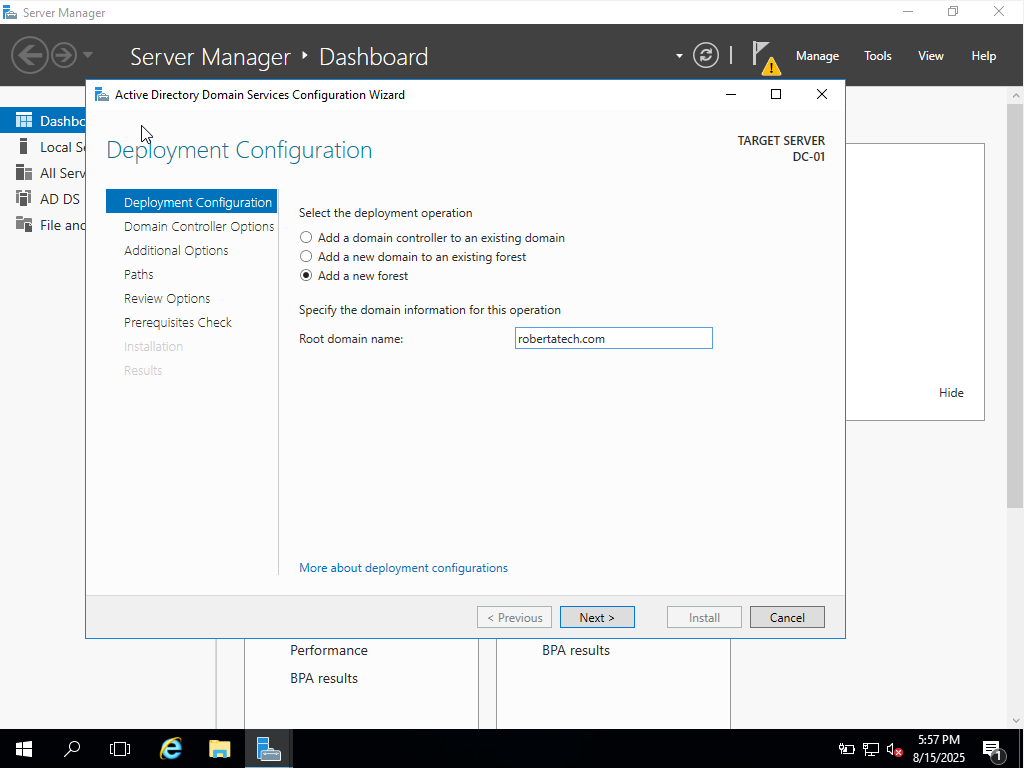 Server Manager
Server Manager ‣ Dashboard
Manage
Tools
View
Help
Active Directory Domain Services Configuration Wizard
Deployment Configuration
TARGET SERVER
DC-01
Dashbo
Local Se
All Serv
AD DS
File and
Deployment Configuration
Domain Controller Options
Additional Options
Paths
Review Options
Prerequisites Check
Installation
Results
Select the deployment operation
Add a domain controller to an existing domain
Add a new domain to an existing forest
Add a new forest
Specify the domain information for this operation
Root domain name: robertatech.com
Hide
More about deployment configurations
< Previous
Next >
Install
Cancel
Performance
BPA results
BPA results
5:57 PM
8/15/2025
1